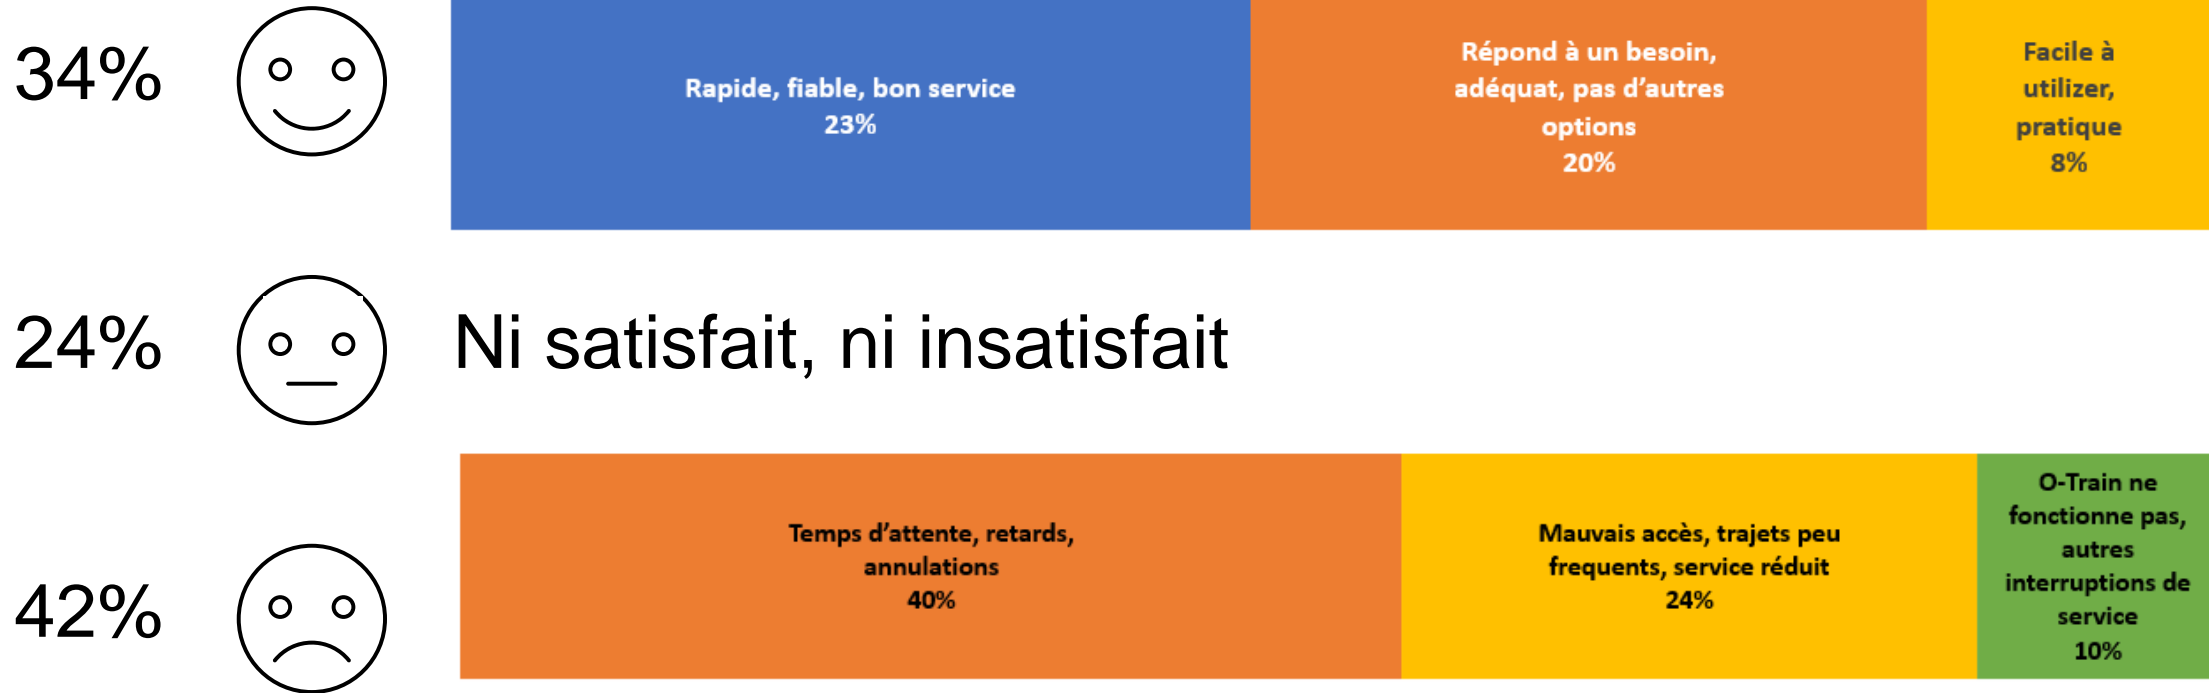 34%
Rapide, fiable, bon service
23%
Répond à un besoin,
adéquat, pas d'autres
options
20%
Facile à
utilizer,
pratique
8%
24%
Ni satisfait, ni insatisfait
42%
Temps d'attente, retards,
annulations
40%
Mauvais accès, trajets peu
frequents, service réduit
24%
O-Train ne
fonctionne pas,
autres
interruptions de
service
10%